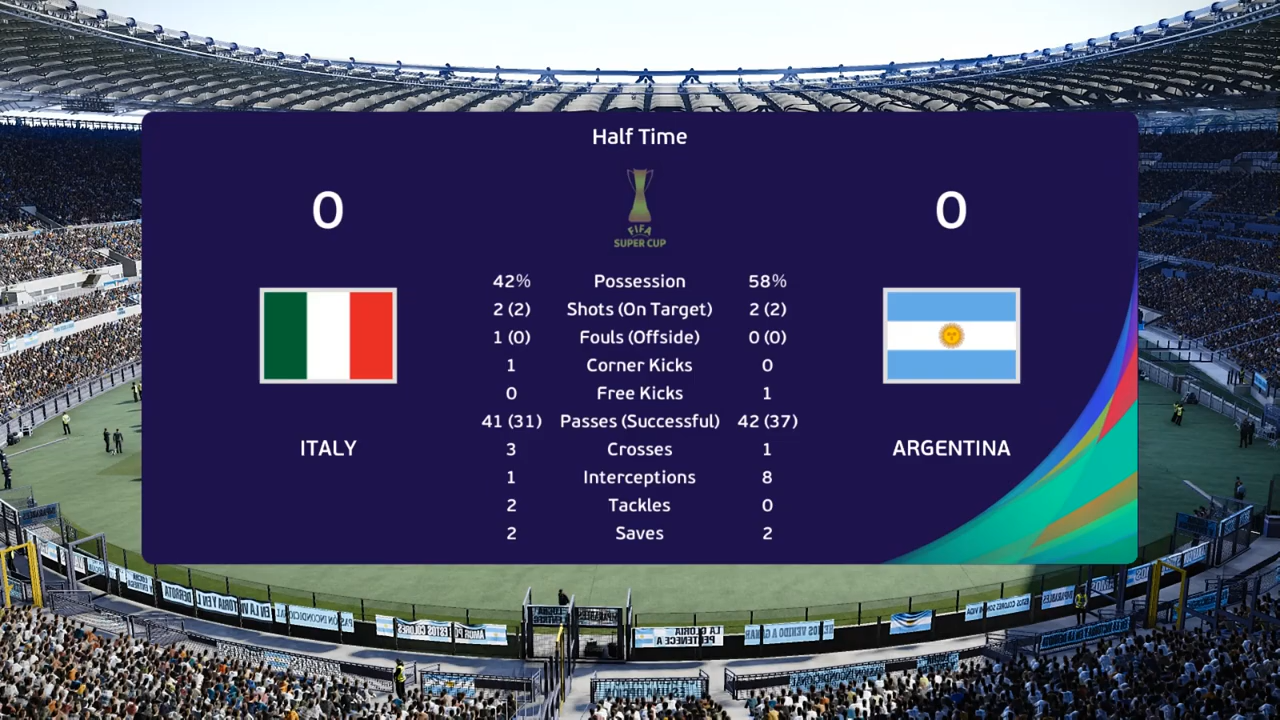 Half Time
0 0
FIFA
SUPER CUP
42% Possession 58%
2 (2) Shots (On Target) 2 (2)
1 (0) Fouls (Offside) 0 (0)
1 Corner Kicks 0
0 Free Kicks 1
41 (31) Passes (Successful) 42 (37)
3 Crosses 1
1 Interceptions 8
2 Tackles 0
2 Saves 2
ITALY ARGENTINA
LA GLORIA
PERTENECE A